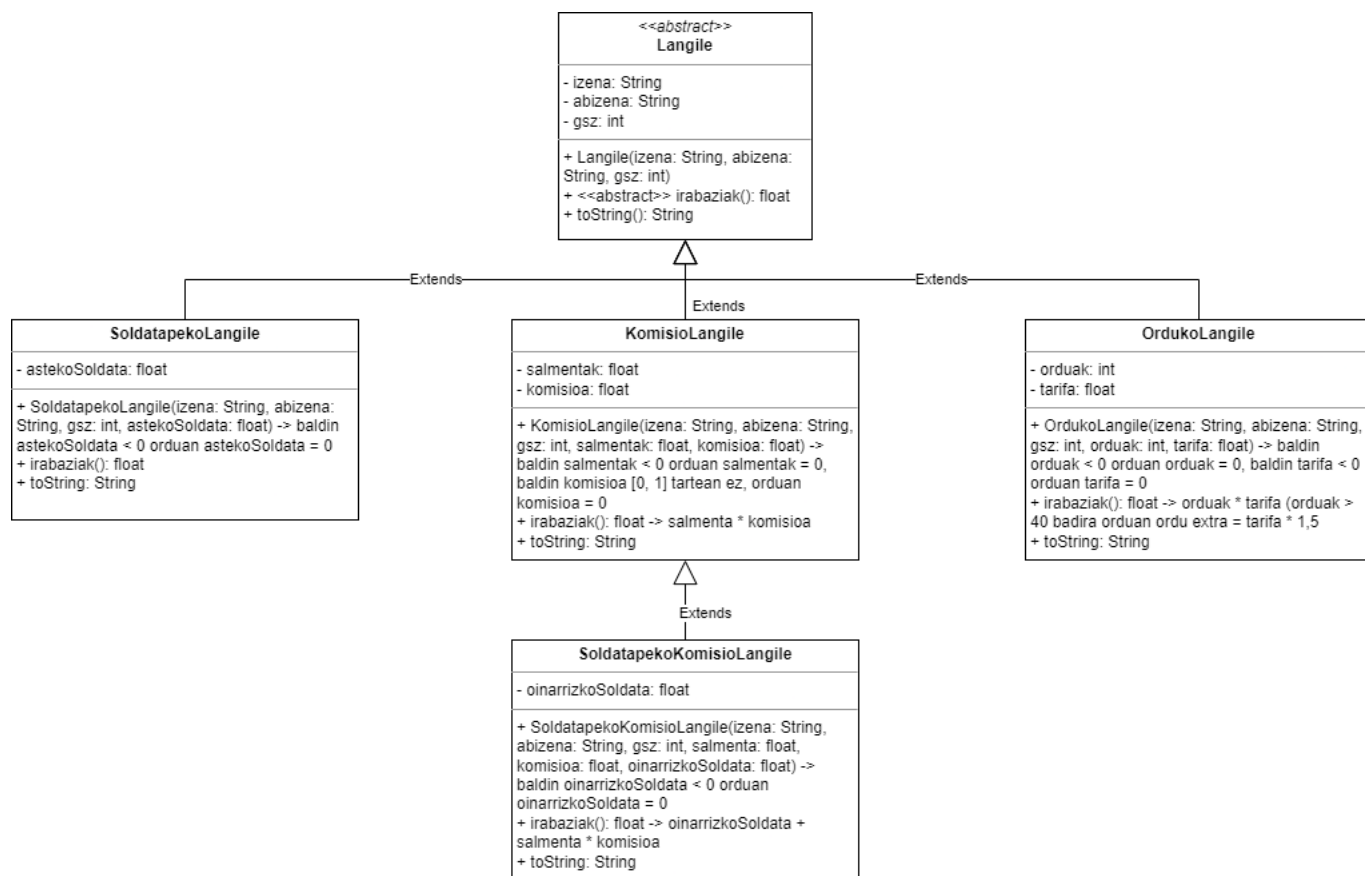 <<abstract>>
Langile
- izena: String
- abizena: String
- gsz: int
+ Langile(izena: String, abizena:
String, gsz: int)
+ <<abstract>> irabaziak(): float
+ toString(): String
Extends
Extends
Extends
SoldatapekoLangile
- astekoSoldata: float
+ SoldatapekoLangile(izena: String, abizena:
String, gsz: int, astekoSoldata: float) -> baldin
astekoSoldata < 0 orduan astekoSoldata = 0
+ irabaziak(): float
+ toString: String
KomisioLangile
- salmentak: float
- komisioa: float
+ KomisioLangile(izena: String, abizena: String,
gsz: int, salmentak: float, komisioa: float) ->
baldin salmentak < 0 orduan salmentak = 0,
baldin komisioa [0, 1] tartean ez, orduan
komisioa = 0
+ irabaziak(): float -> salmenta * komisioa
+ toString: String
OrdukoLangile
- orduak: int
- tarifa: float
+ OrdukoLangile(izena: String, abizena: String,
gsz: int, orduak: int, tarifa: float) -> baldin
orduak < 0 orduan orduak = 0, baldin tarifa < 0
orduan tarifa = 0
+ irabaziak(): float -> orduak * tarifa (orduak >
40 badira orduan ordu extra = tarifa * 1,5
+ toString: String
Extends
SoldatapekoKomisioLangile
- oinarrizkoSoldata: float
+ SoldatapekoKomisioLangile(izena: String,
abizena: String, gsz: int, salmenta: float,
komisioa: float, oinarrizkoSoldata: float) ->
baldin oinarrizkoSoldata < 0 orduan
oinarrizkoSoldata = 0
+ irabaziak(): float -> oinarrizkoSoldata +
salmenta * komisioa
+ toString: String